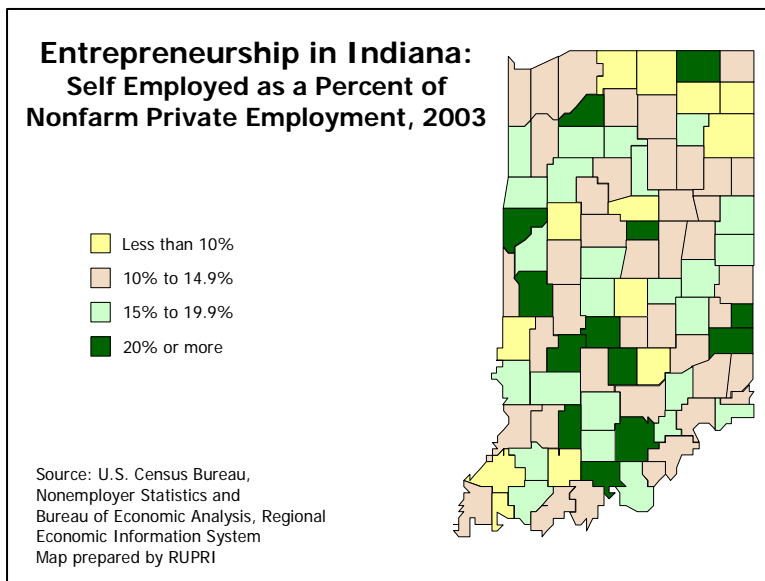 Entrepreneurship in Indiana:
Self Employed as a Percent of
Nonfarm Private Employment, 2003
Less than 10%
10% to 14.9%
15% to 19.9%
20% or more
Source: U.S. Census Bureau,
Nonemployer Statistics and
Bureau of Economic Analysis, Regional
Economic Information System
Map prepared by RUPRI